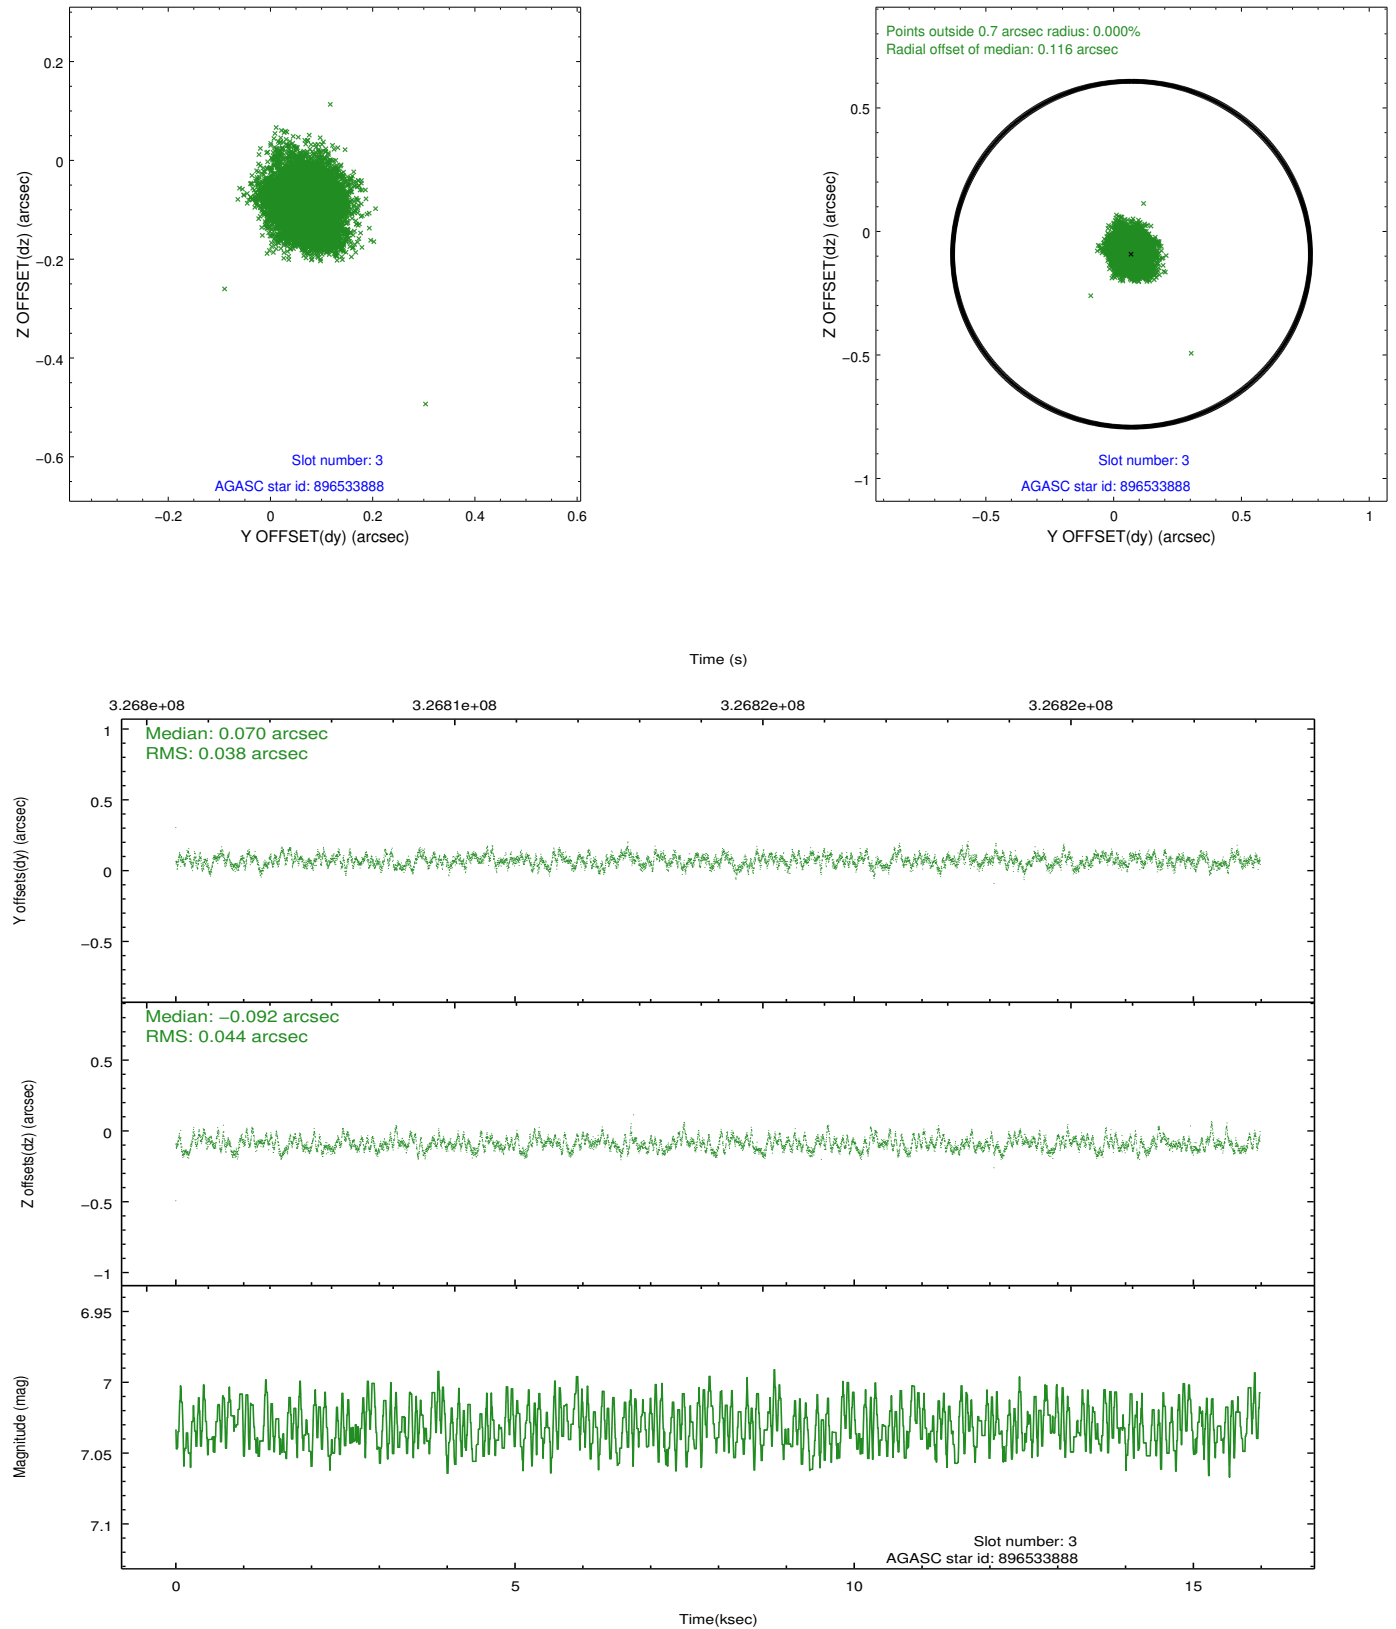 0.2
0
−0.2
−0.4
−0.6
Z OFFSET(dz) (arcsec)
Slot number: 3
AGASC star id: 896533888
−0.2 0 0.2 0.4 0.6
Y OFFSET(dy) (arcsec)
Points outside 0.7 arcsec radius: 0.000%
Radial offset of median: 0.116 arcsec
0.5
0
−0.5
−1
Z OFFSET(dz) (arcsec)
Slot number: 3
AGASC star id: 896533888
−0.5 0 0.5 1
Y OFFSET(dy) (arcsec)
Time (s)
3.268e+08 3.2681e+08 3.2682e+08 3.2682e+08
Median: 0.070 arcsec
RMS: 0.038 arcsec
1
0.5
0
−0.5
Y offsets(dy) (arcsec)
Median: −0.092 arcsec
RMS: 0.044 arcsec
0.5
0
−0.5
−1
Z offsets(dz) (arcsec)
6.95
7
7.05
7.1
Magnitude (mag)
Slot number: 3
AGASC star id: 896533888
0 5 10 15
Time(ksec)